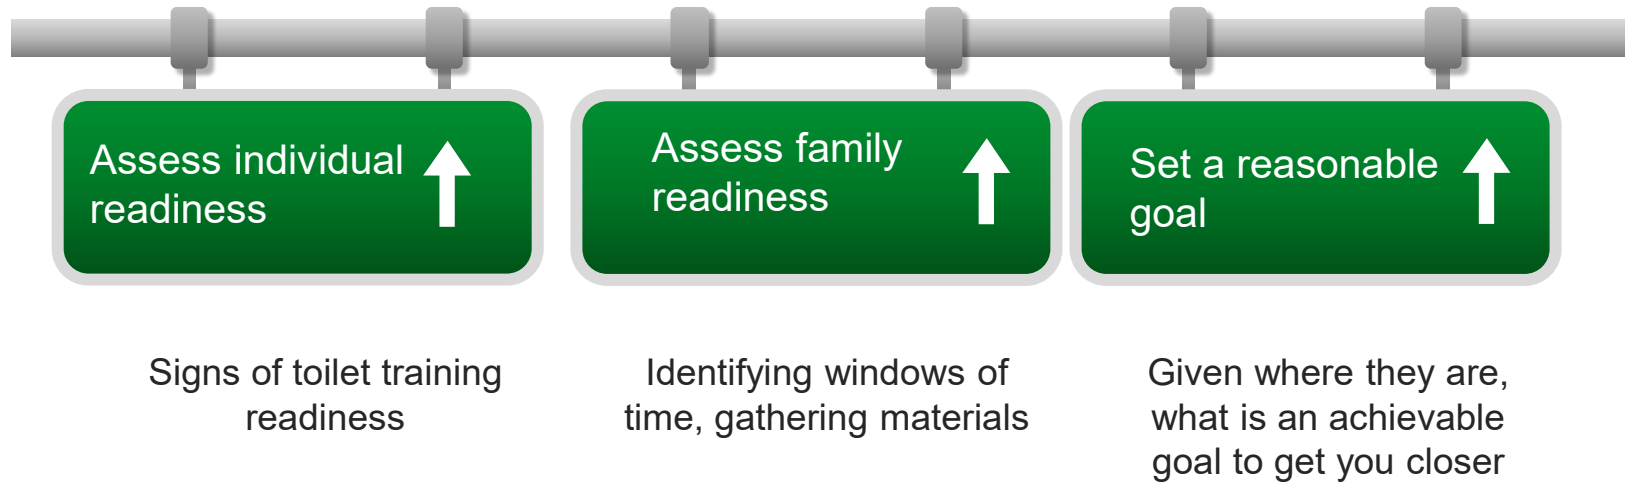 Assess individual
readiness
Assess family
readiness
Set a reasonable
goal
Signs of toilet training
readiness
Identifying windows of
time, gathering materials
Given where they are,
what is an achievable
goal to get you closer